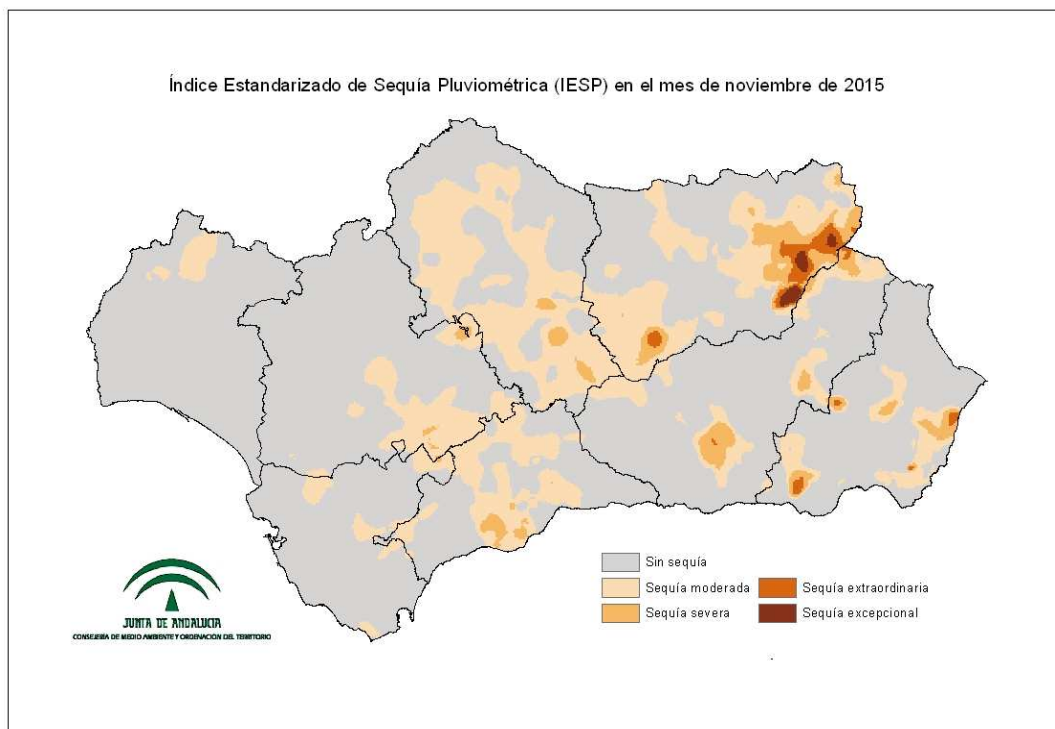 Índice Estandarizado de Sequía Pluviométrica (IESP) en el mes de noviembre de 2015
Sin sequía
Sequía moderada
Sequía extraordinaria
Sequía severa
Sequía excepcional
JUNTA DE ANDALUCIA
CONSEJERÍA DE MEDIO AMBIENTE Y ORDENACIÓN DEL TERRITORIO